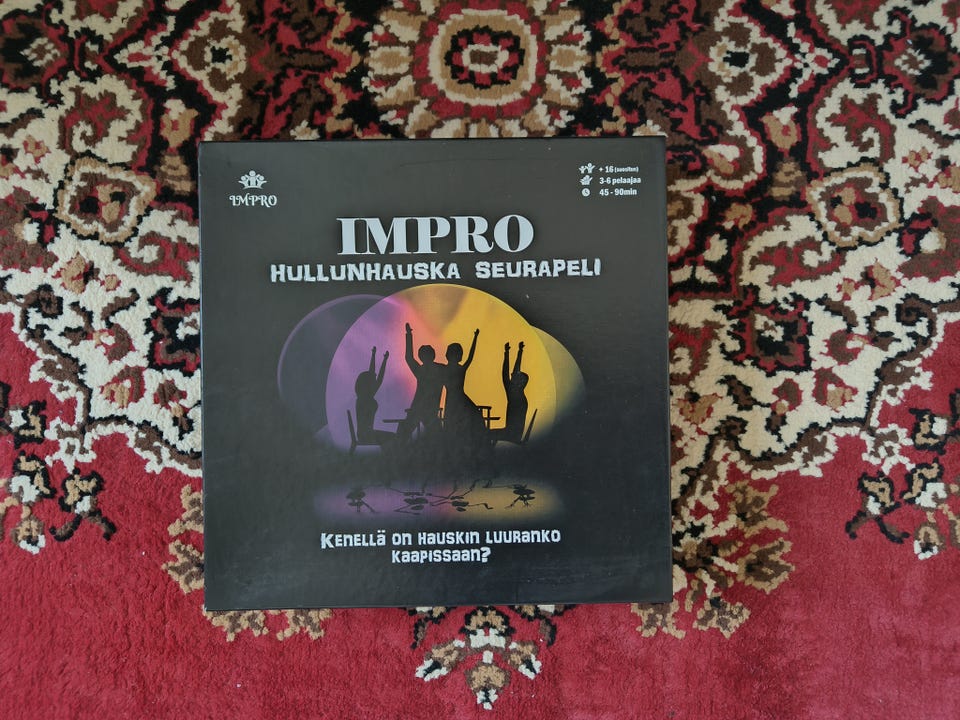 IMPRO
+ 16 (suositus)
3-6 pelaajaa
45 - 90min
IMPRO
HULLUNHAUSKA SEURAPELI
KENELLÄ ON HAUSKIN LUURANKO
KAAPISSAAN?